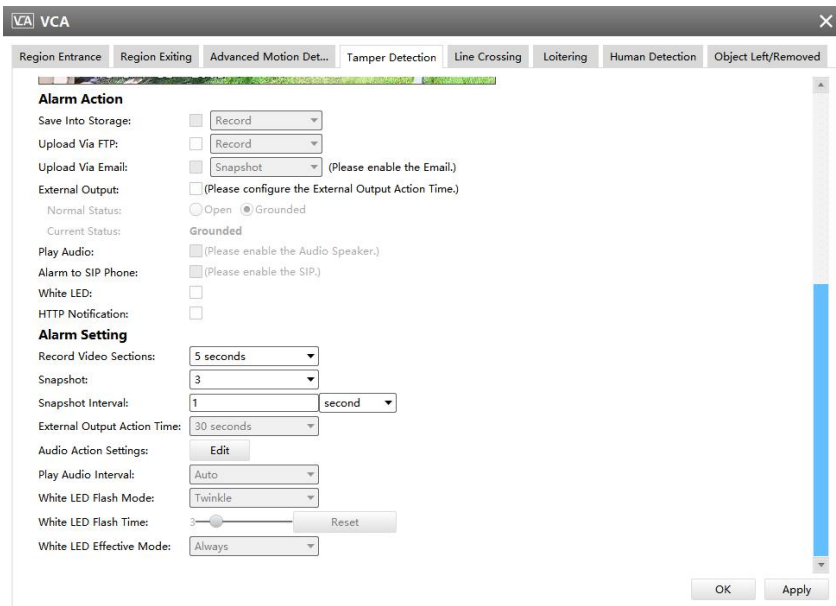 VCA VCA
Region Entrance Region Exiting Advanced Motion Det... Tamper Detection Line Crossing Loitering Human Detection Object Left/Removed
Alarm Action
Save Into Storage: Record
Upload Via FTP: Record
Upload Via Email: Snapshot (Please enable the Email.)
External Output: (Please configure the External Output Action Time.)
Normal Status: Open Grounded
Current Status: Grounded
Play Audio: (Please enable the Audio Speaker.)
Alarm to SIP Phone: (Please enable the SIP.)
White LED:
HTTP Notification:
Alarm Setting
Record Video Sections: 5 seconds
Snapshot: 3
Snapshot Interval: 1 second
External Output Action Time: 30 seconds
Audio Action Settings: Edit
Play Audio Interval: Auto
White LED Flash Mode: Twinkle
White LED Flash Time: 3 Reset
White LED Effective Mode: Always
OK Apply